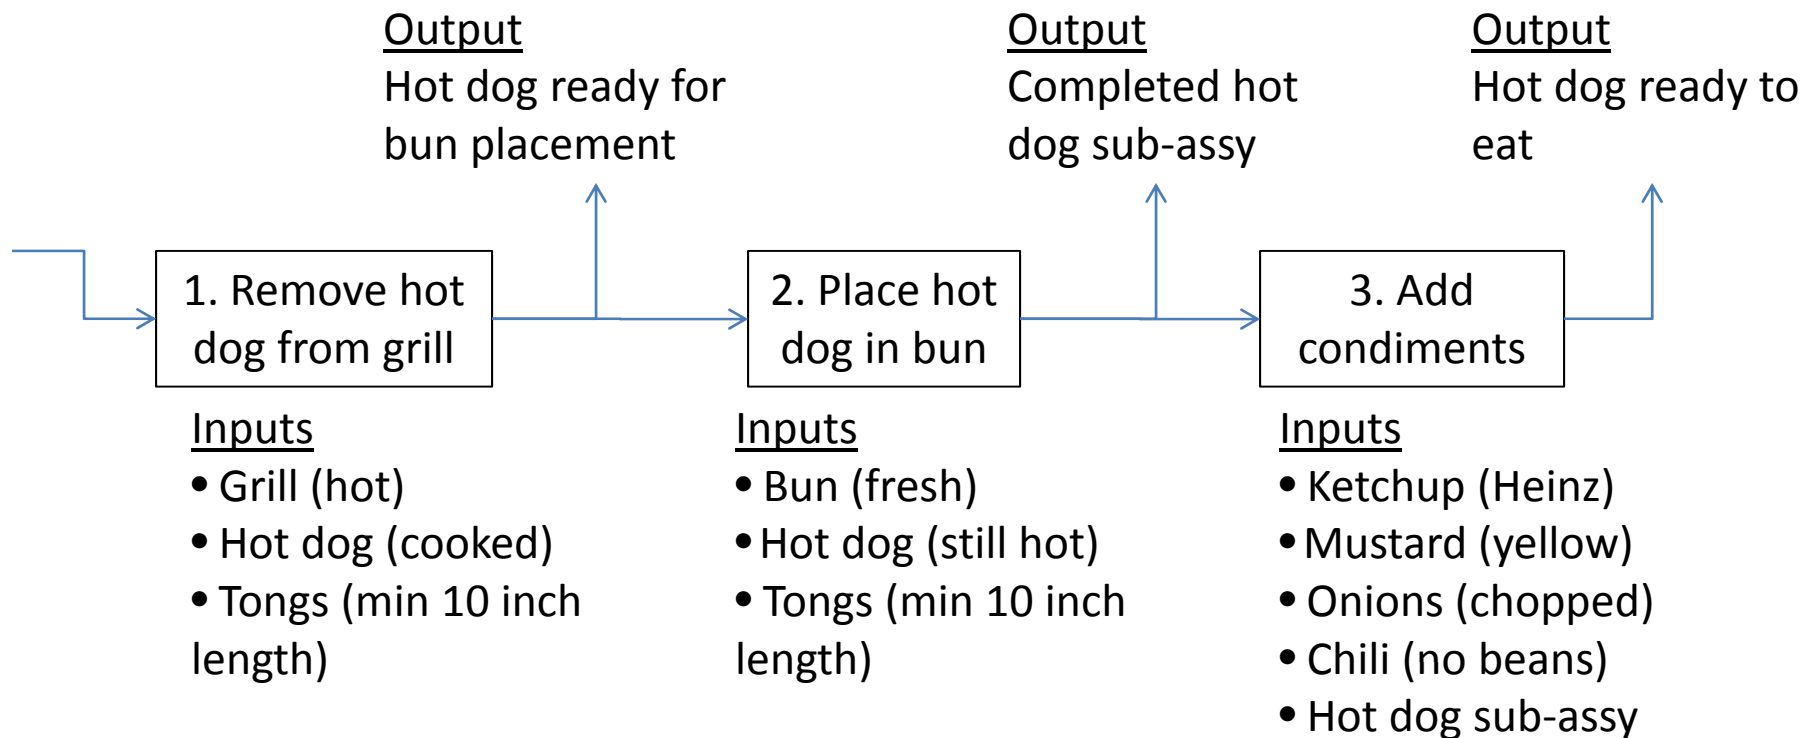 Output
Hot dog ready for
bun placement
Output
Completed hot
dog sub-assy
Output
Hot dog ready to
eat
1. Remove hot
dog from grill
2. Place hot
dog in bun
3. Add
condiments
Inputs
• Grill (hot)
• Hot dog (cooked)
• Tongs (min 10 inch
length)
Inputs
• Bun (fresh)
• Hot dog (still hot)
• Tongs (min 10 inch
length)
Inputs
• Ketchup (Heinz)
• Mustard (yellow)
• Onions (chopped)
• Chili (no beans)
• Hot dog sub-assy